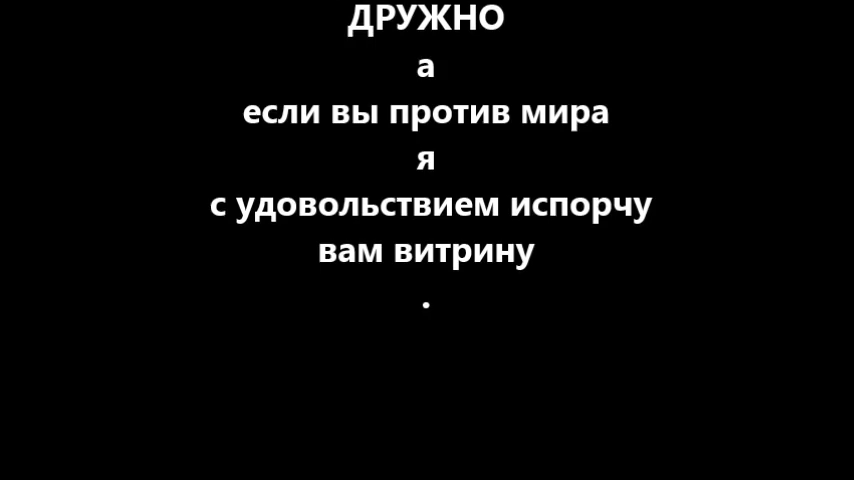 ДРУЖНО
а
если вы против мира
я
с удовольствием испорчу
вам витрину
.